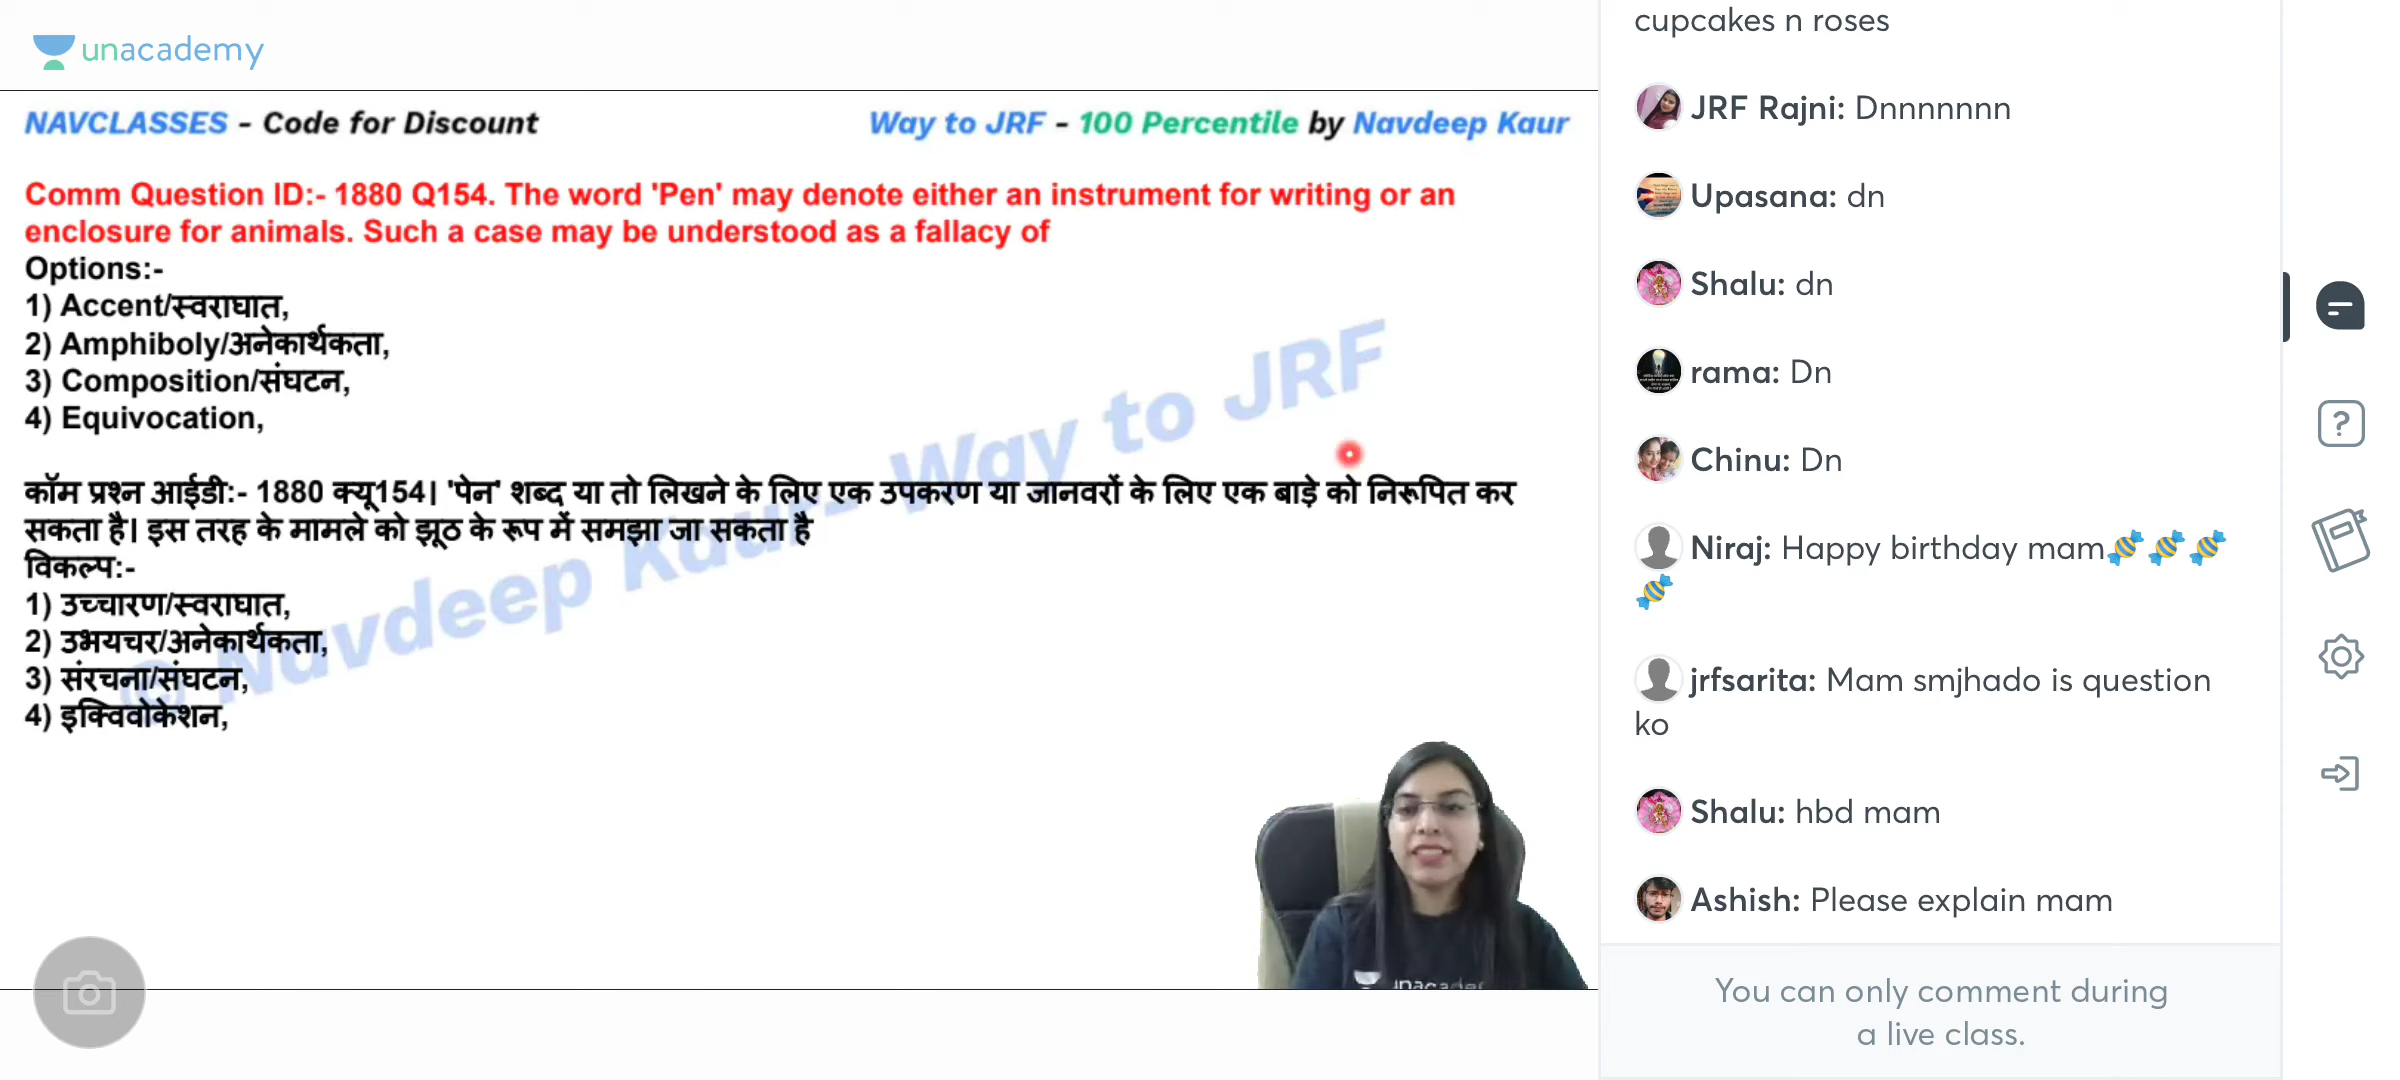 unacademy
NAVCLASSES - Code for Discount
Way to JRF - 100 Percentile by Navdeep Kaur
Comm Question ID:- 1880 Q154. The word 'Pen' may denote either an instrument for writing or an
enclosure for animals. Such a case may be understood as a fallacy of
Options:-
1) Accent/स्वराघात,
2) Amphiboly/अनेकार्थकता,
3) Composition/संघटन,
4) Equivocation,
कॉम प्रश्न आईडी:- 1880 क्यू154। 'पेन' शब्द या तो लिखने के लिए एक उपकरण या जानवरों के लिए एक बाड़े को निरूपित कर
सकता है। इस तरह के मामले को झूठ के रूप में समझा जा सकता है
विकल्प:-
1) उच्चारण/स्वराघात,
2) उभयचर/अनेकार्थकता,
3) संरचना/संघटन,
4) इक्विवोकेशन,
© Navdeep Kaur- Way to JRF
unacademy
cupcakes n roses
JRF Rajni: Dnnnnnnn
Upasana: dn
Shalu: dn
rama: Dn
Chinu: Dn
Niraj: Happy birthday mam🍬🍬🍬
🍬
jrfsarita: Mam smjhado is question
ko
Shalu: hbd mam
Ashish: Please explain mam
You can only comment during
a live class.